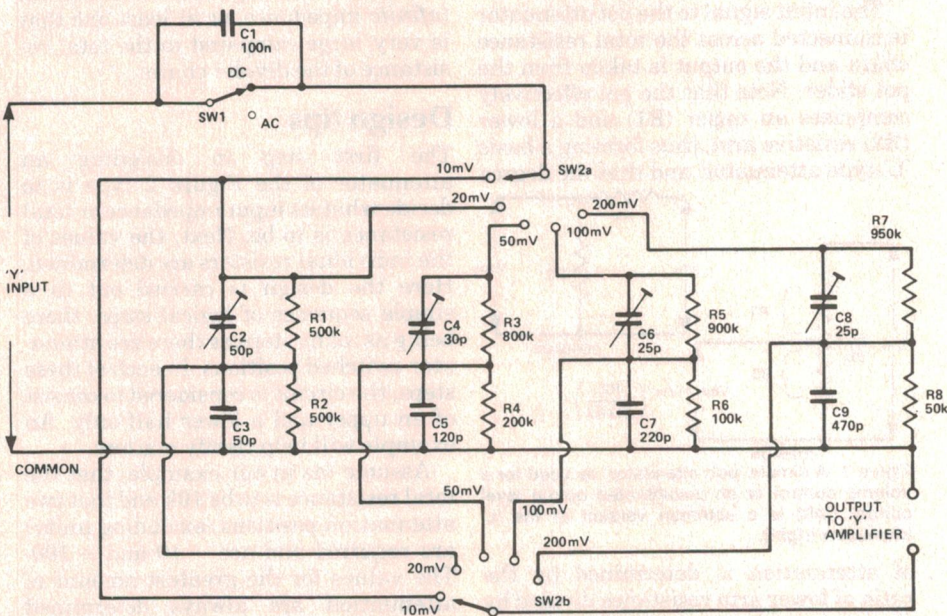 C1
100n
DC
SW1
AC
10mV
SW2a
20mV
50mV
100mV
200mV
R7
950k
'Y'
INPUT
C2
50p
R1
500k
C4
30p
R3
800k
C6
25p
R5
900k
C8
25p
C3
50p
R2
500k
C5
120p
R4
200k
C7
220p
R6
100k
C9
470p
R8
50k
COMMON
50mV
100mV
20mV
200mV
10mV
SW2b
OUTPUT
TO 'Y'
AMPLIFIER